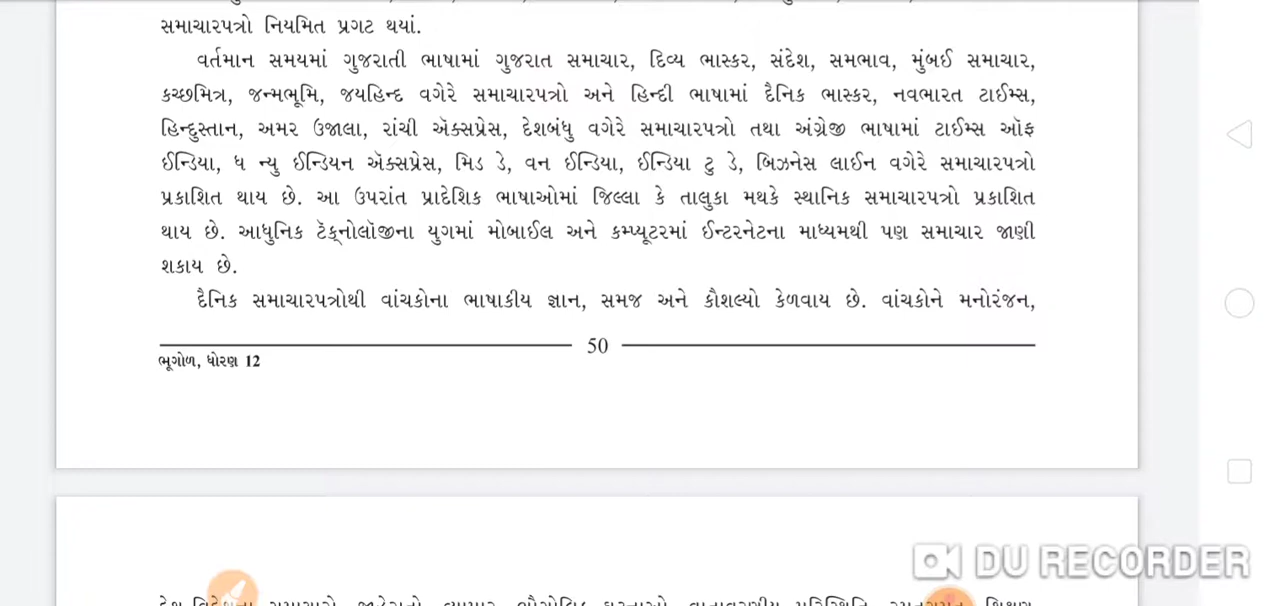 સમાચારપત્રો નિયમિત પ્રગટ થયાં.
વર્તમાન સમયમાં ગુજરાતી ભાષામાં ગુજરાત સમાચાર, દિવ્ય ભાસ્કર, સંદેશ, સમભાવ, મુંબઈ સમાચાર,
કચ્છમિત્ર, જન્મભૂમિ, જયહિન્દ વગેરે સમાચારપત્રો અને હિન્દી ભાષામાં દૈનિક ભાસ્કર, નવભારત ટાઈમ્સ,
હિન્દુસ્તાન, અમર ઉજાલા, રાંચી ઍક્સપ્રેસ, દેશબંધુ વગેરે સમાચારપત્રો તથા અંગ્રેજી ભાષામાં ટાઈમ્સ ઑફ
ઈન્ડિયા, ધ ન્યુ ઈન્ડિયન ઍક્સપ્રેસ, મિડ ડે, વન ઈન્ડિયા, ઈન્ડિયા ટુ ડે, બિઝનેસ લાઈન વગેરે સમાચારપત્રો
પ્રકાશિત થાય છે. આ ઉપરાંત પ્રાદેશિક ભાષાઓમાં જિલ્લા કે તાલુકા મથકે સ્થાનિક સમાચારપત્રો પ્રકાશિત
થાય છે. આધુનિક ટૅક્નોલૉજીના યુગમાં મોબાઈલ અને કમ્પ્યૂટરમાં ઈન્ટરનેટના માધ્યમથી પણ સમાચાર જાણી
શકાય છે.
દૈનિક સમાચારપત્રોથી વાંચકોના ભાષાકીય જ્ઞાન, સમજ અને કૌશલ્યો કેળવાય છે. વાંચકોને મનોરંજન,
50
ભૂગોળ, ધોરણ 12
DU RECORDER